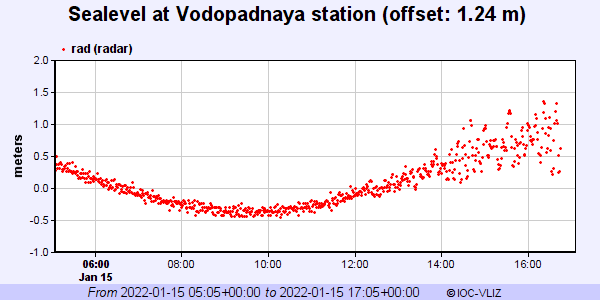 Sealevel at Vodopadnaya station (offset: 1.24 m)
rad (radar)
2.0
1.5
1.0
0.5
0.0
-0.5
-1.0
meters
06:00 08:00 10:00 12:00 14:00 16:00
Jan 15
From 2022-01-15 05:05+00:00 to 2022-01-15 17:05+00:00 © IOC-VLIZ